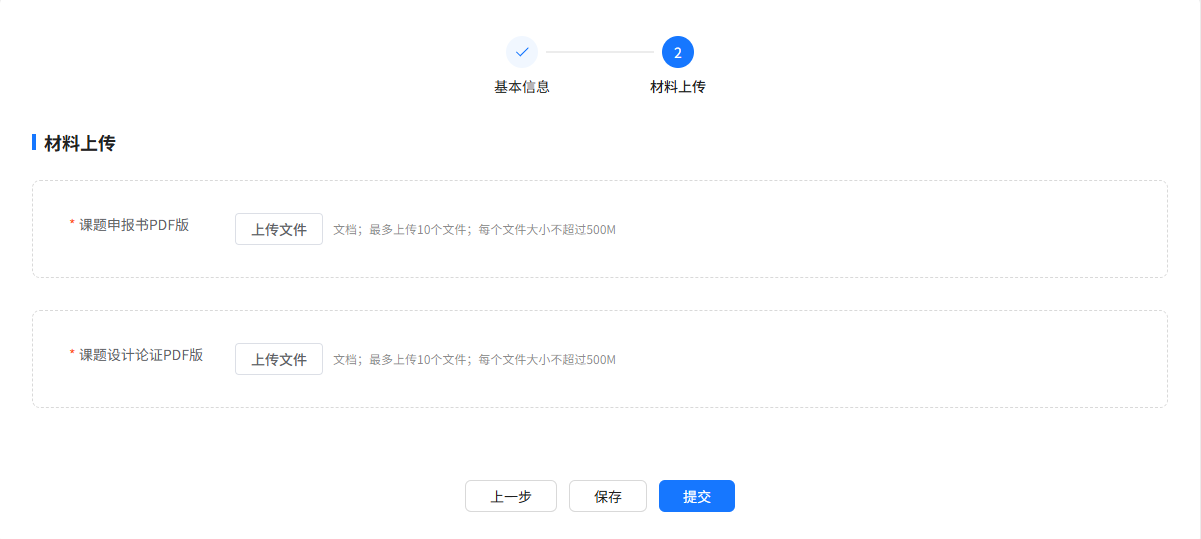 2
基本信息
材料上传
材料上传
* 课题申报书PDF版
上传文件
文档；最多上传10个文件；每个文件大小不超过500M
* 课题设计论证PDF版
上传文件
文档；最多上传10个文件；每个文件大小不超过500M
上一步
保存
提交